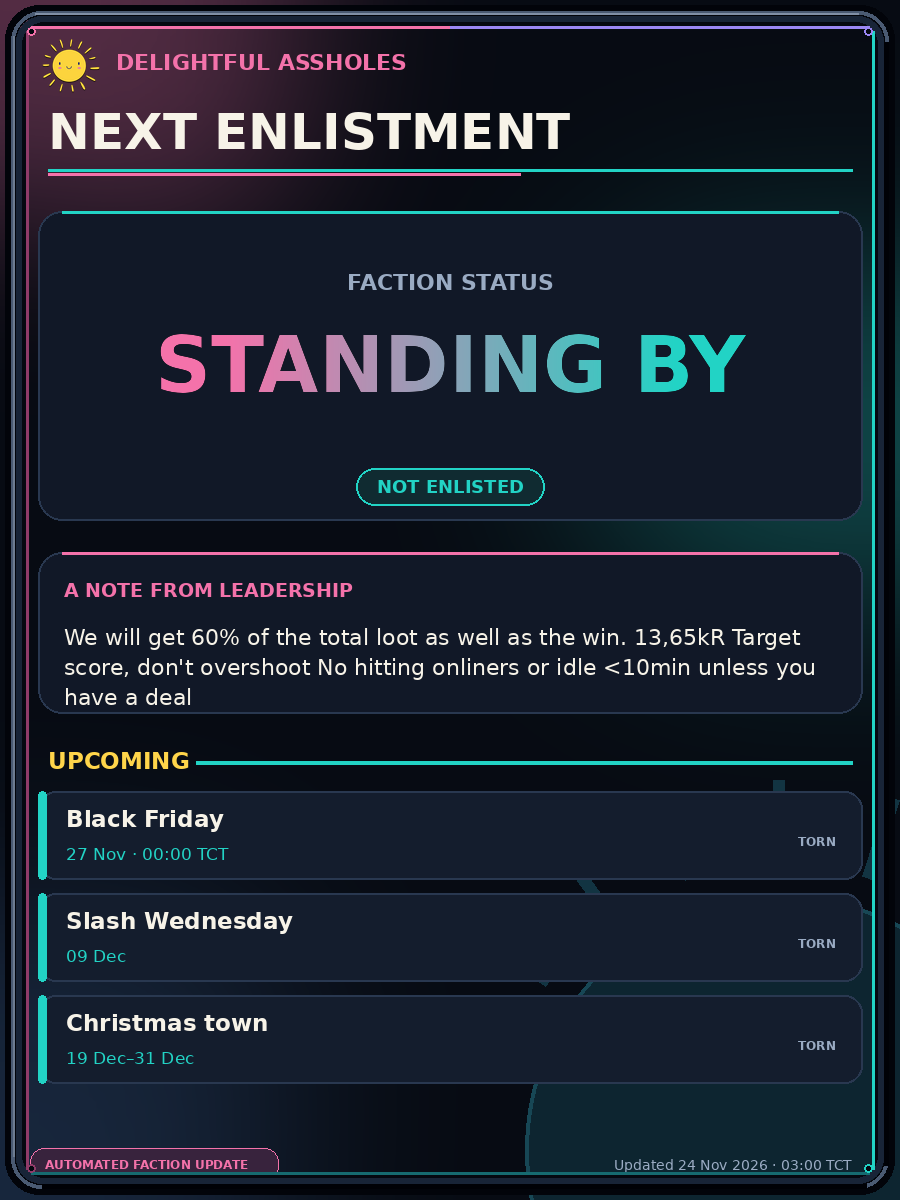 DELIGHTFUL ASSHOLES
NEXT ENLISTMENT
FACTION STATUS
STANDING BY
NOT ENLISTED
A NOTE FROM LEADERSHIP
We will get 60% of the total loot as well as the win. 13,65kR Target
score, don't overshoot No hitting onliners or idle <10min unless you
have a deal
UPCOMING
Black Friday
27 Nov · 00:00 TCT
TORN
Slash Wednesday
09 Dec
TORN
Christmas town
19 Dec–31 Dec
TORN
AUTOMATED FACTION UPDATE
Updated 24 Nov 2026 · 03:00 TCT